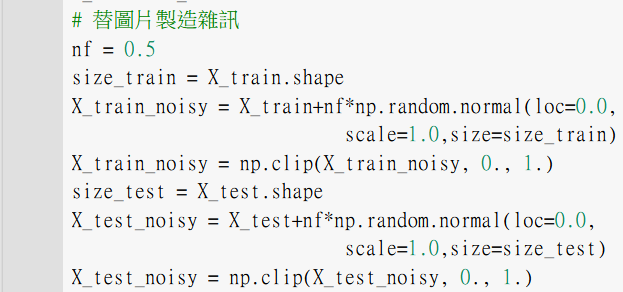 # 替圖片製造雜訊
nf = 0.5
size_train = X_train.shape
X_train_noisy = X_train+nf*np.random.normal(loc=0.0,
scale=1.0,size=size_train)
X_train_noisy = np.clip(X_train_noisy, 0., 1.)
size_test = X_test.shape
X_test_noisy = X_test+nf*np.random.normal(loc=0.0,
scale=1.0,size=size_test)
X_test_noisy = np.clip(X_test_noisy, 0., 1.)